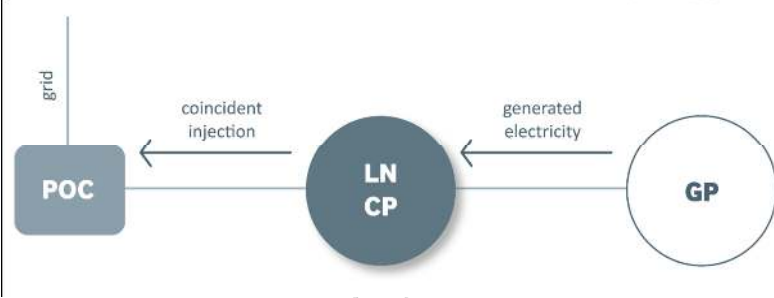 grid
coincident
injection
generated
electricity
POC
LN
CP
GP